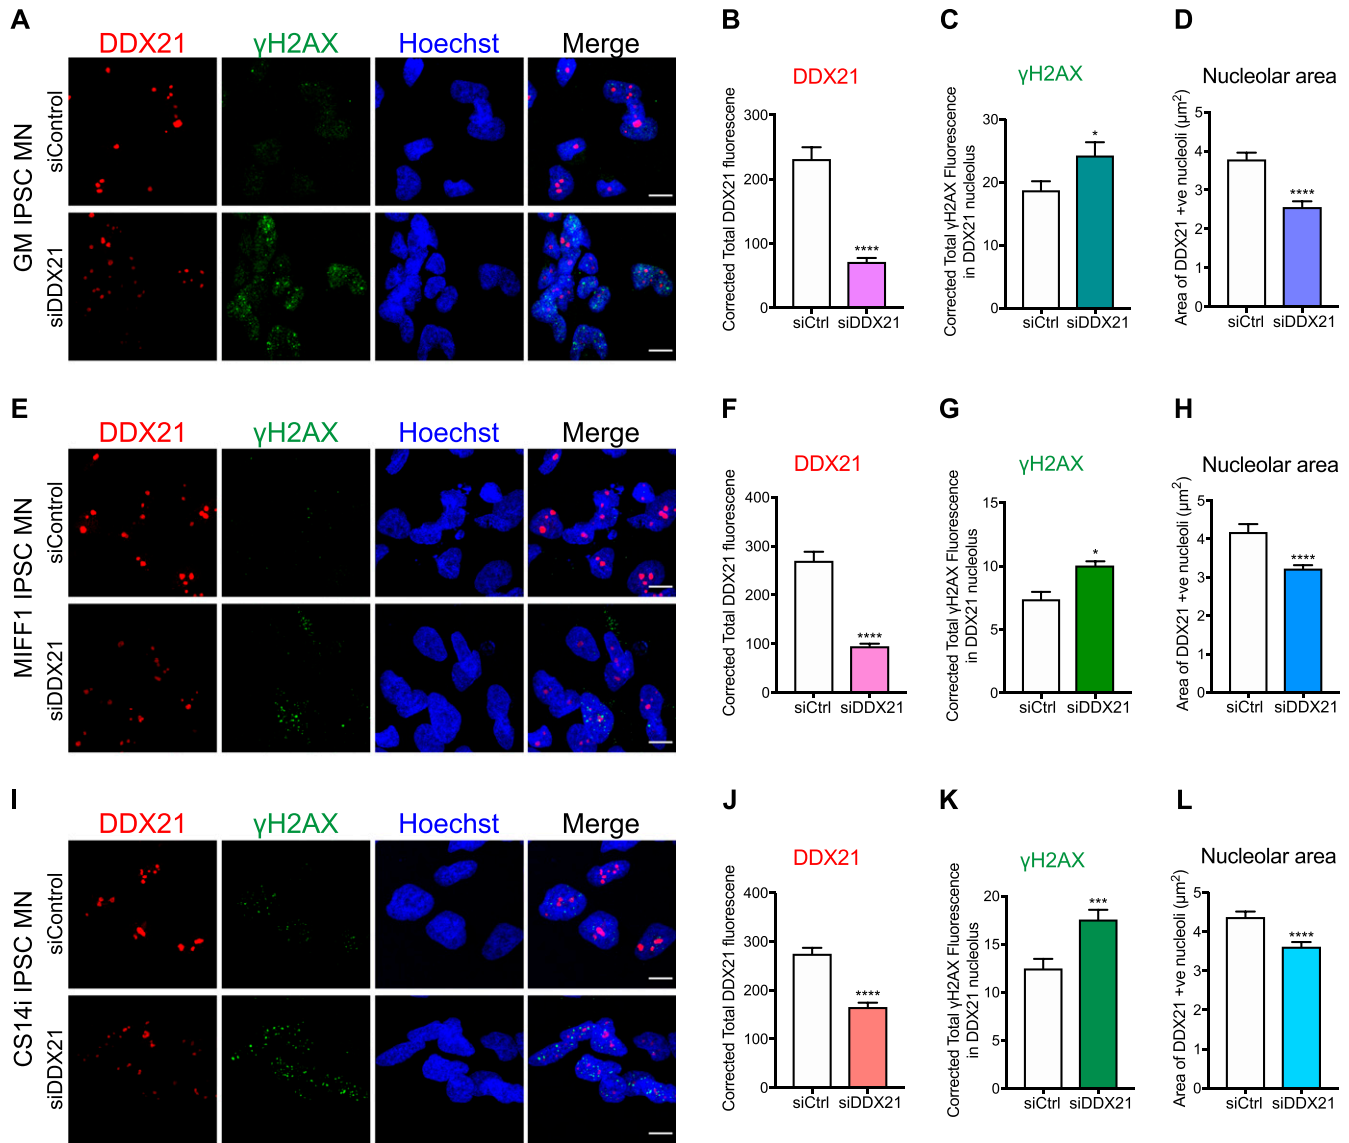 A
DDX21 γH2AX Hoechst Merge
GM IPSC MN
siControl
siDDX21
B
DDX21
Corrected Total DDX21 fluorescene
300
200
100
0
****
siCtrl siDDX21
C
γH2AX
Corrected Total γH2AX Fluorescence
in DDX21 nucleolus
30
20
10
0
*
siCtrl siDDX21
D
Nucleolar area
Area of DDX21 +ve nucleoli (µm²)
5
4
3
2
1
0
****
siCtrl siDDX21
E
DDX21 γH2AX Hoechst Merge
MIFF1 IPSC MN
siControl
siDDX21
F
DDX21
Corrected Total DDX21 fluorescene
400
300
200
100
0
****
siCtrl siDDX21
G
γH2AX
Corrected Total γH2AX Fluorescence
in DDX21 nucleolus
15
10
5
0
*
siCtrl siDDX21
H
Nucleolar area
Area of DDX21 +ve nucleoli (µm²)
5
4
3
2
1
0
****
siCtrl siDDX21
I
DDX21 γH2AX Hoechst Merge
CS14i IPSC MN
siControl
siDDX21
J
DDX21
Corrected Total DDX21 fluorescene
400
300
200
100
0
****
siCtrl siDDX21
K
γH2AX
Corrected Total γH2AX Fluorescence
in DDX21 nucleolus
20
15
10
5
0
***
siCtrl siDDX21
L
Nucleolar area
Area of DDX21 +ve nucleoli (µm²)
5
4
3
2
1
0
****
siCtrl siDDX21